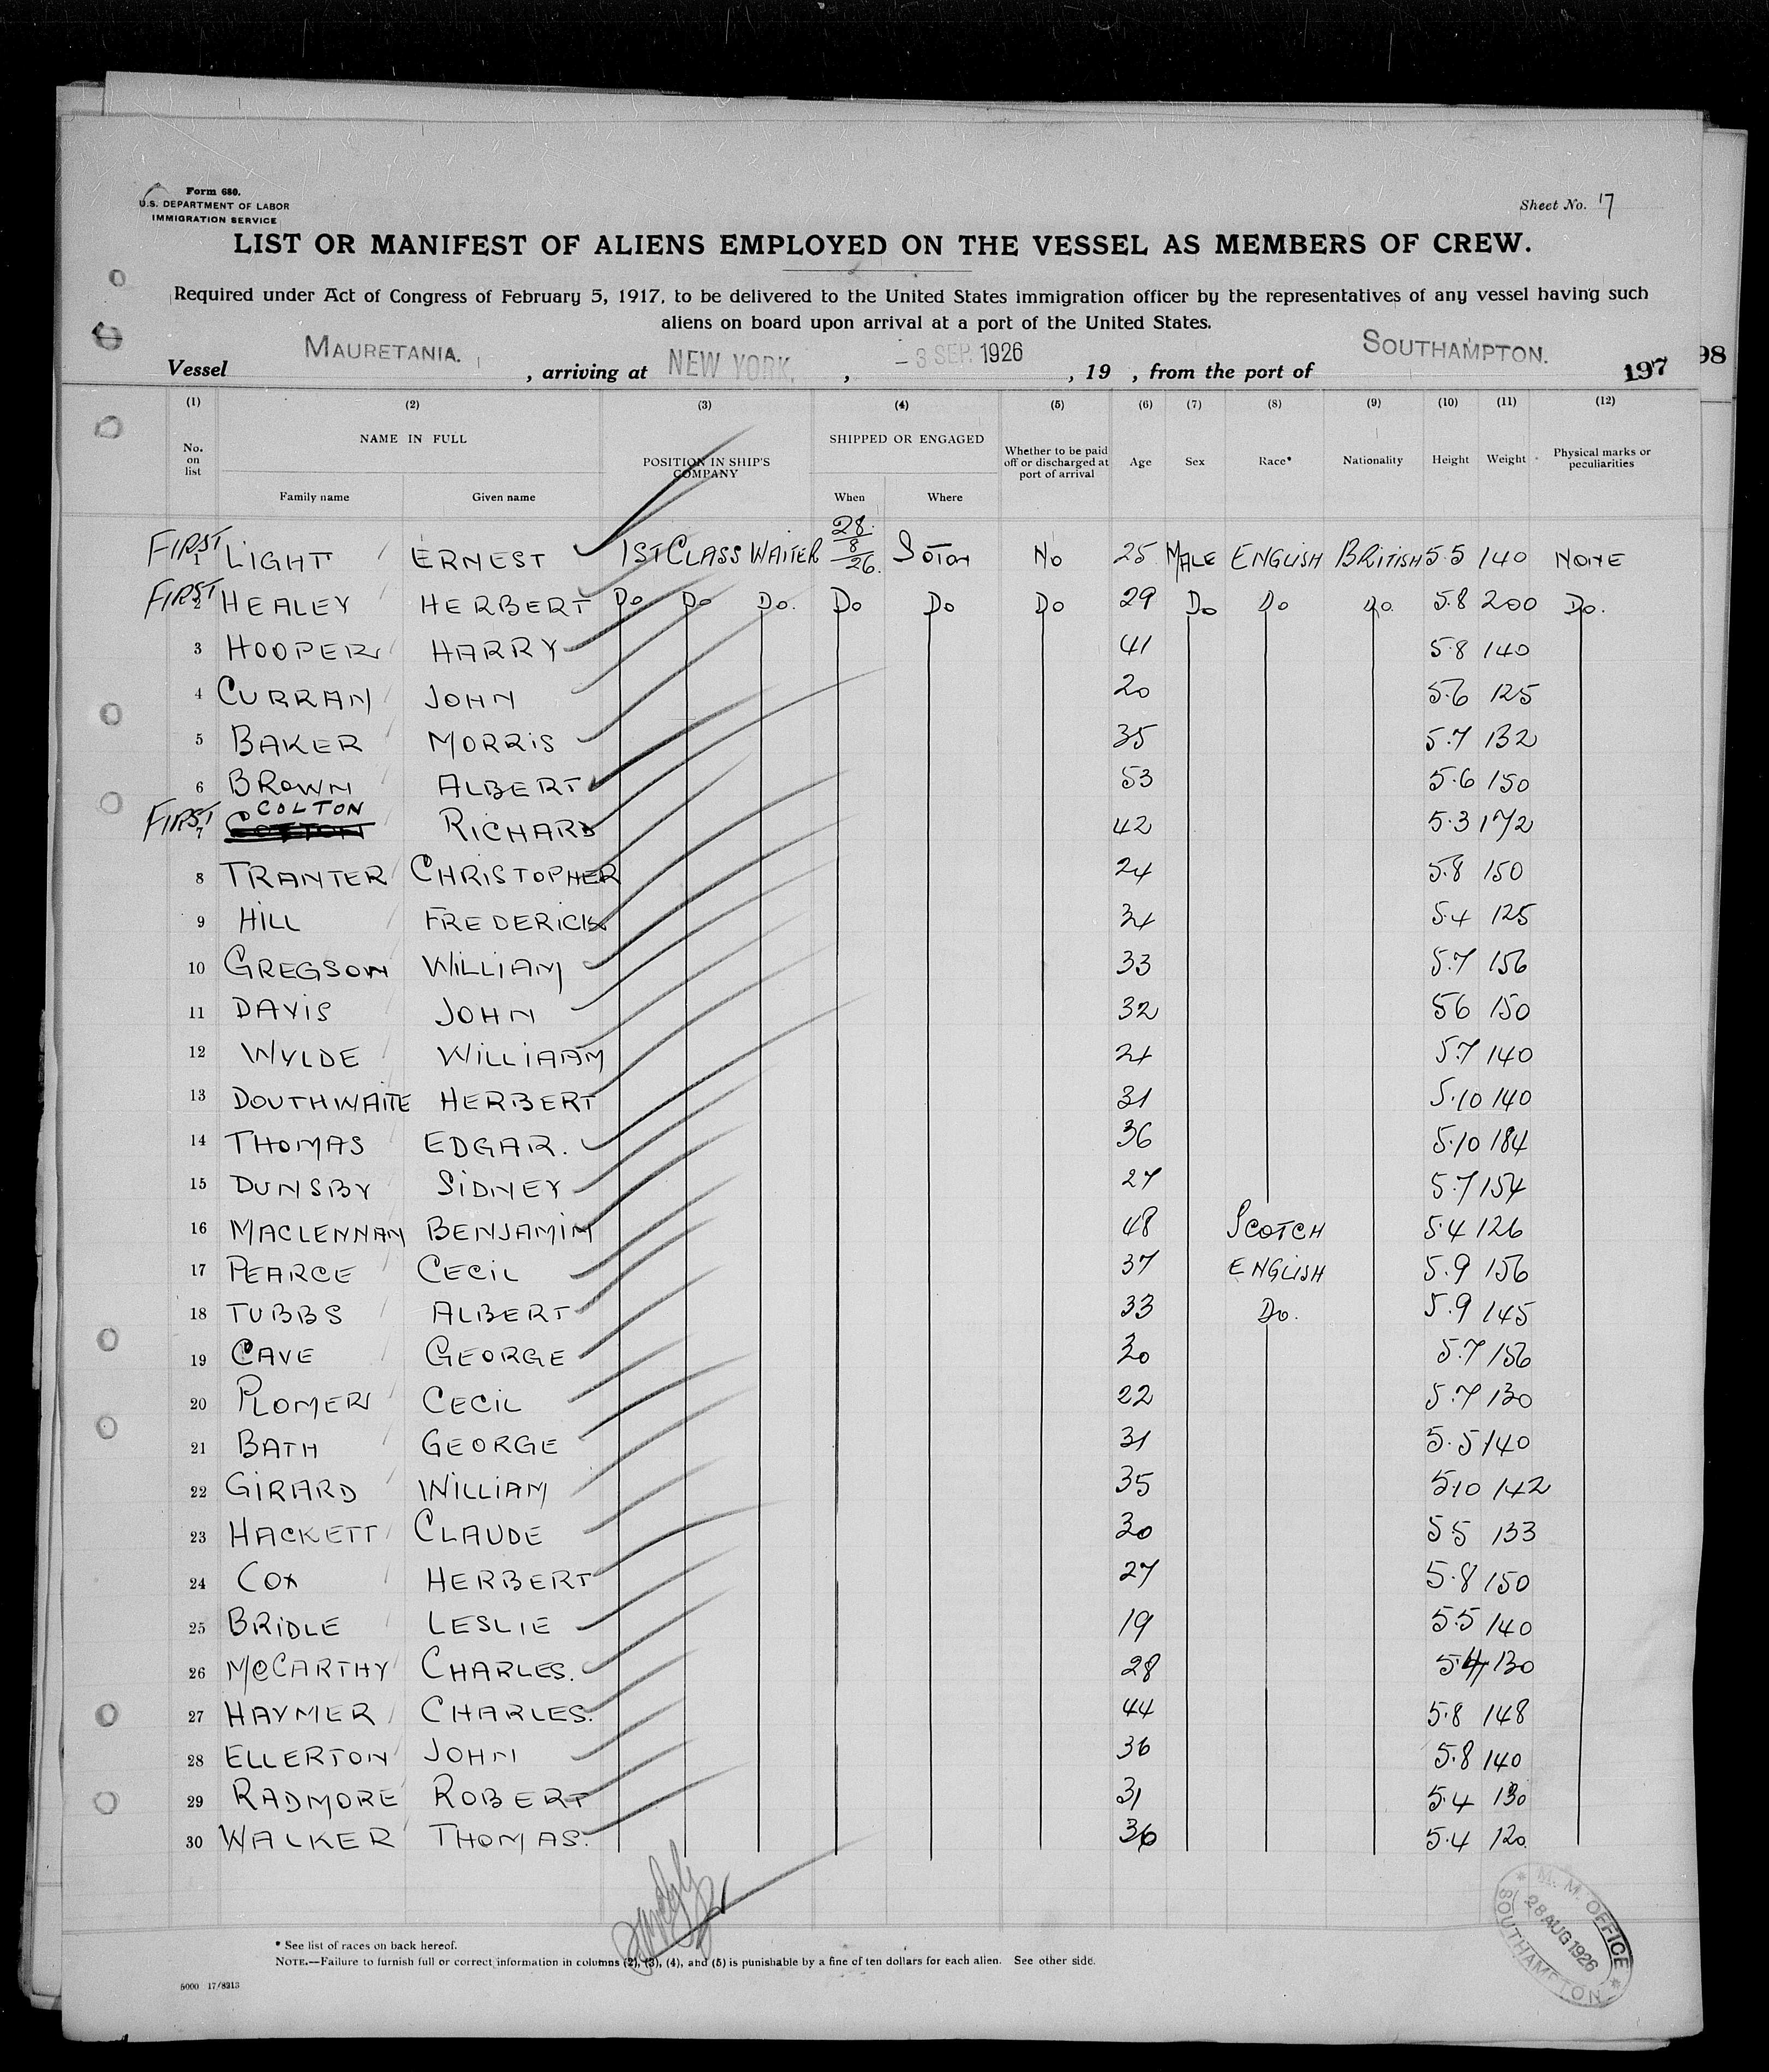 Form 680.
U.S. DEPARTMENT OF LABOR
IMMIGRATION SERVICE
Sheet No. 17
LIST OR MANIFEST OF ALIENS EMPLOYED ON THE VESSEL AS MEMBERS OF CREW.
Required under Act of Congress of February 5, 1917, to be delivered to the United States immigration officer by the representatives of any vessel having such
aliens on board upon arrival at a port of the United States.
Vessel MAURETANIA. , arriving at NEW YORK. , - 3 SEP. 1926 , 19 , from the port of SOUTHAMPTON. 197 98
(1) (2) (3) (4) (5) (6) (7) (8) (9) (10) (11) (12)
No. on list NAME IN FULL Family name Given name POSITION IN SHIP'S COMPANY SHIPPED OR ENGAGED When Where Whether to be paid off or discharged at port of arrival Age Sex Race* Nationality Height Weight Physical marks or peculiarities
FIRST 1 LIGHT ERNEST 1ST CLASS WAITER 28/8/26. SOTON NO 25 MALE ENGLISH BRITISH 5.5 140 NONE
FIRST 2 HEALEY HERBERT DO DO DO. DO DO DO 29 DO DO DO. 5.8 200 DO.
3 HOOPER HARRY 41 5.8 140
4 CURRAN JOHN 20 5.6 125
5 BAKER MORRIS 35 5.7 132
6 BROWN ALBERT 53 5.6 150
FIRST 7 COTTON COLTON RICHARD 42 5.3 172
8 TRANTER CHRISTOPHER 24 5.8 150
9 HILL FREDERICK 5.4 125
10 GREGSON WILLIAM 33 5.7 156
11 DAVIS JOHN 32 5 6 150
12 WYLDE WILLIAAM 24 5.7 140
13 DOUTHWAITE HERBERT 31 5.10 140
14 THOMAS EDGAR. 36 5.10 184
15 DUNSBY SIDNEY 27 5.7 154
16 MACLENNAN BENJAMIN 48 SCOTCH 5.4 126
17 PEARCE CECIL 37 ENGLISH 5.9 156
18 TUBBS ALBERT 33 DO. 5.9 145
19 CAVE GEORGE 30 5.7 156
20 PLOMER CECIL 22 5.7 130
21 BATH GEORGE 31 5.5 140
22 GIRARD WILLIAM 35 5.10 142
23 HACKETT CLAUDE 30 5 5 133
24 COX HERBERT 27 5.8 150
25 BRIDLE LESLIE 19 5.5 140
26 McCARTHY CHARLES. 28 5.4 130
27 HAYMER CHARLES. 44 5.8 148
28 ELLERTON JOHN 36 5.8 140
29 RADMORE ROBERT 31 5.4 130
30 WALKER THOMAS. 36 5.4 120
* See list of races on back hereof.
NOTE.—Failure to furnish full or correct information in columns (2), (3), (4), and (5) is punishable by a fine of ten dollars for each alien. See other side.
5000 17/8213
M. M. OFFICE
28 AUG 1926
SOUTHAMPTON